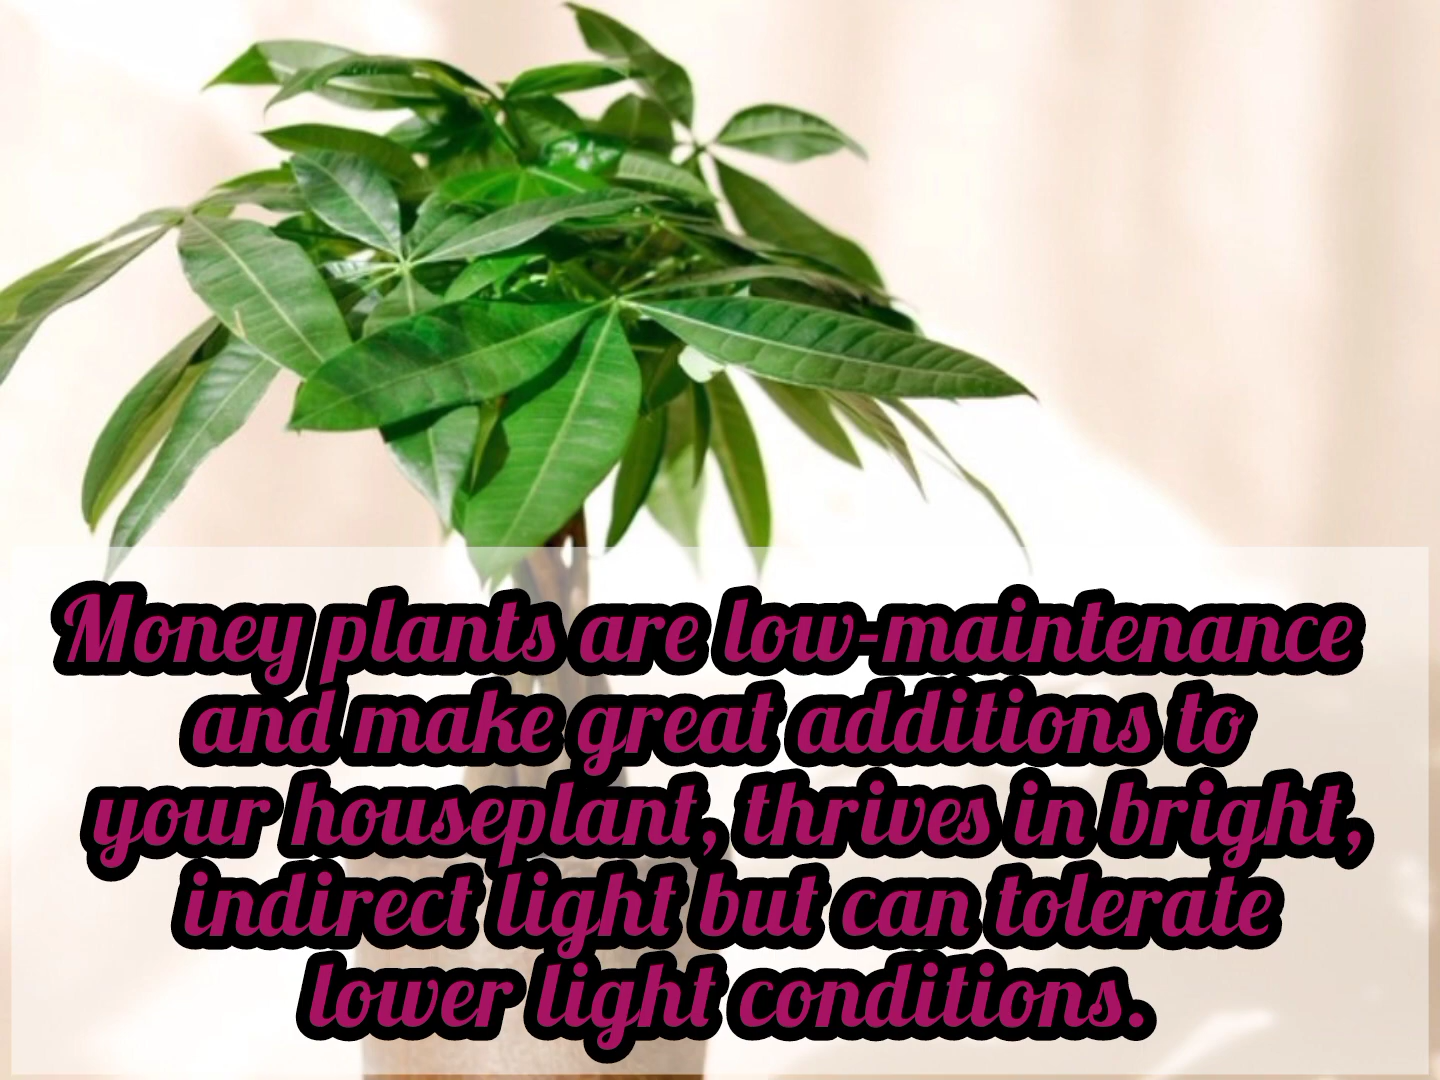 Money plants are low-maintenance
and make great additions to
your houseplant, thrives in bright,
indirect light but can tolerate
lower light conditions.